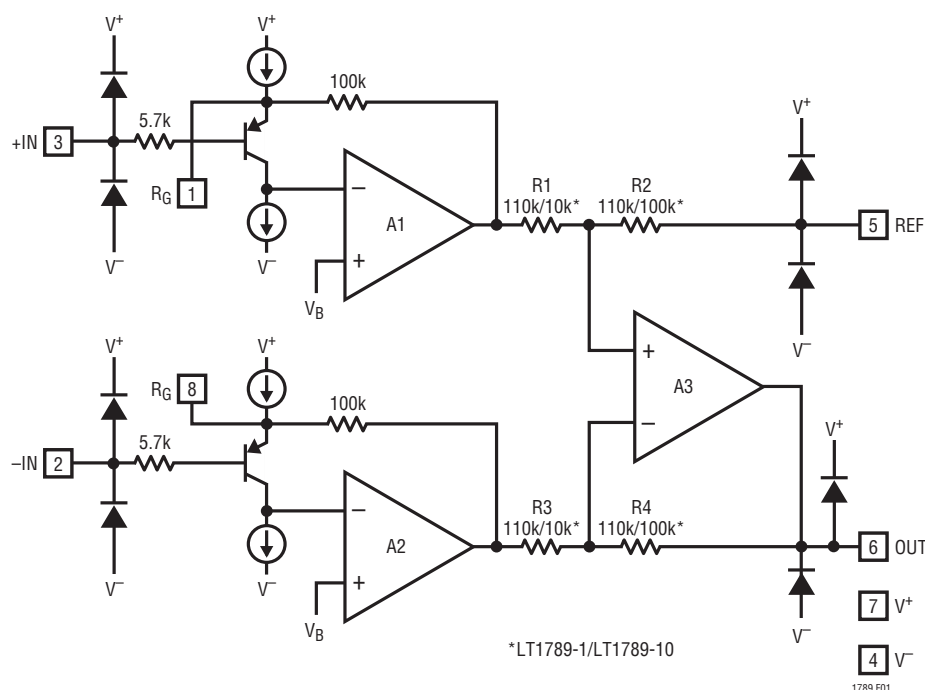 V+
V+
100k
5.7k
+IN 3
RG 1
V–
V–
A1
–
+
VB
R1
110k/10k*
R2
110k/100k*
V+
5 REF
V–
V+
V+
RG 8
100k
5.7k
–IN 2
V–
V–
A2
–
+
VB
+
–
A3
R3
110k/10k*
R4
110k/100k*
V+
6 OUT
V–
7 V+
4 V–
*LT1789-1/LT1789-10
1789 F01